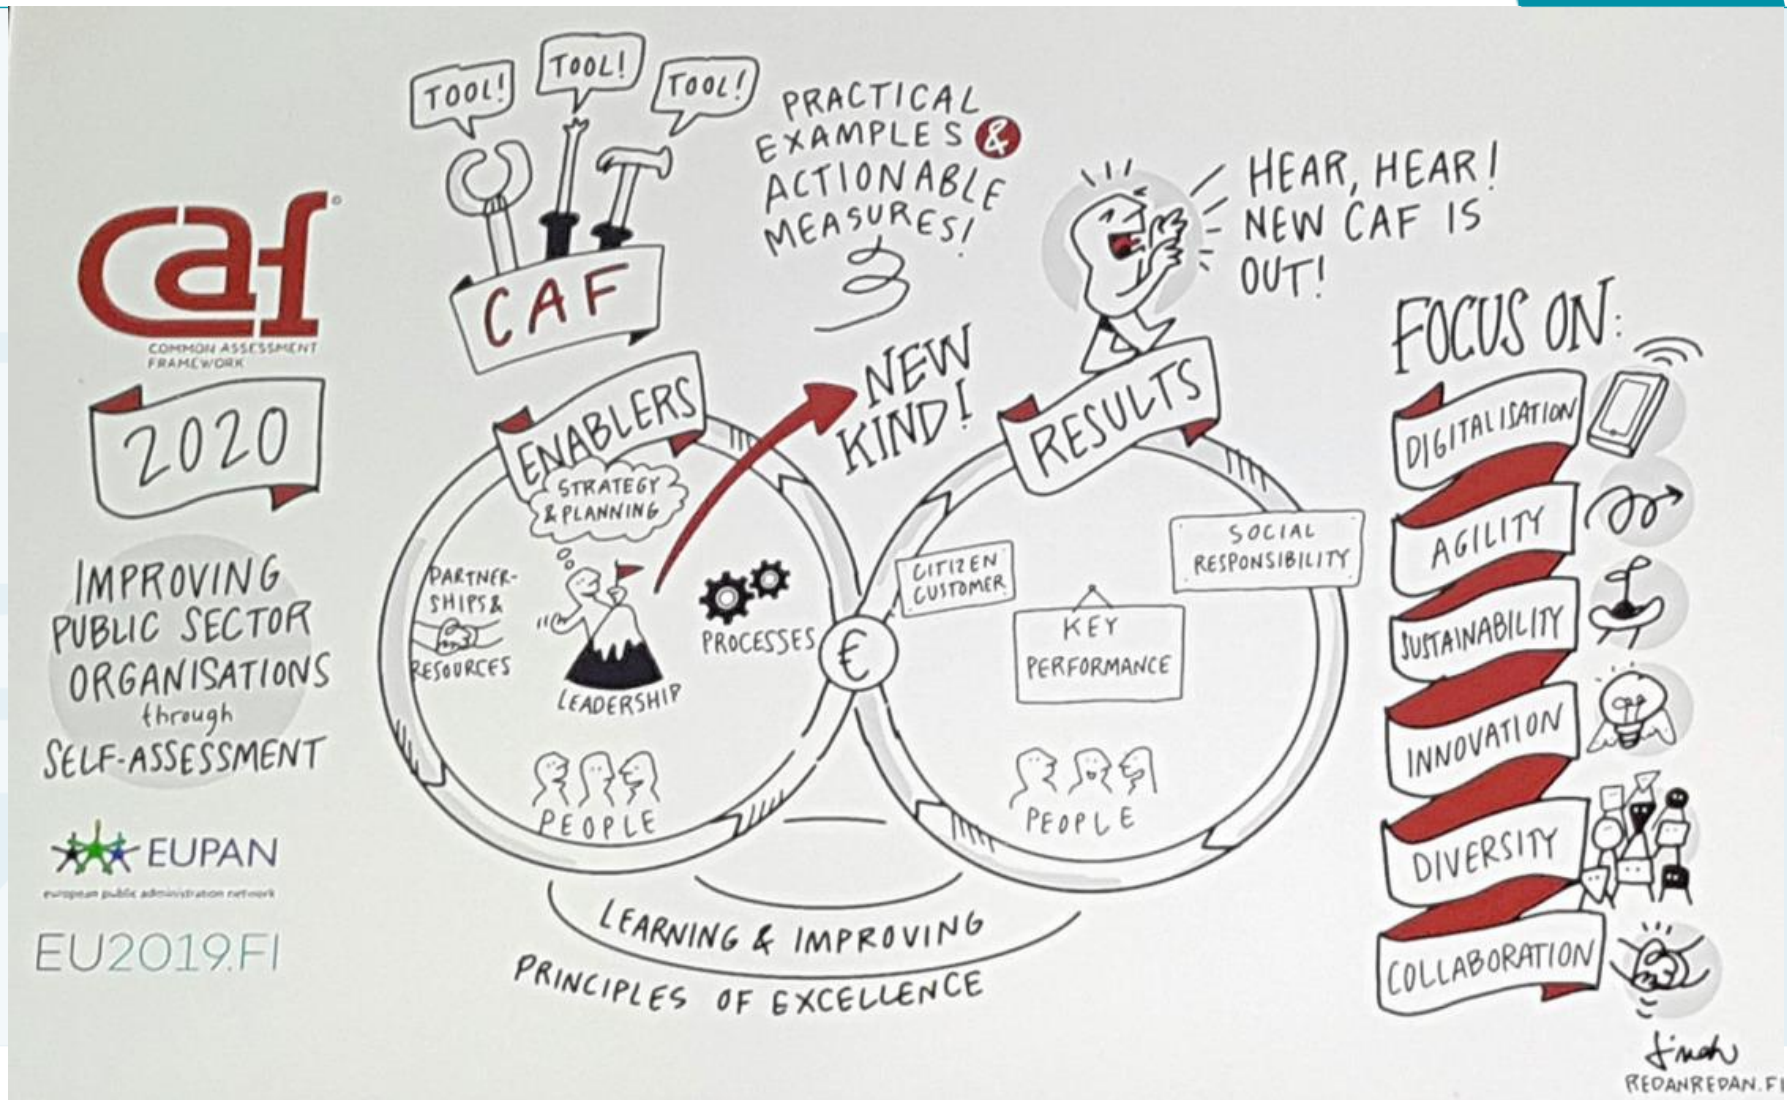 caf
COMMON ASSESSMENT
FRAMEWORK
2020
IMPROVING
PUBLIC SECTOR
ORGANISATIONS
through
SELF-ASSESSMENT
EUPAN
european public administration network
EU2019.FI
TOOL!
TOOL!
TOOL!
CAF
PRACTICAL
EXAMPLES &
ACTIONABLE
MEASURES!
HEAR, HEAR!
NEW CAF IS
OUT!
NEW
KIND!
ENABLERS
STRATEGY
& PLANNING
PARTNER-
SHIPS &
RESOURCES
LEADERSHIP
PROCESSES
PEOPLE
€
RESULTS
CITIZEN
CUSTOMER
SOCIAL
RESPONSIBILITY
KEY
PERFORMANCE
PEOPLE
LEARNING & IMPROVING
PRINCIPLES OF EXCELLENCE
FOCUS ON:
DIGITALISATION
AGILITY
SUSTAINABILITY
INNOVATION
DIVERSITY
COLLABORATION
REDANREDAN.FI